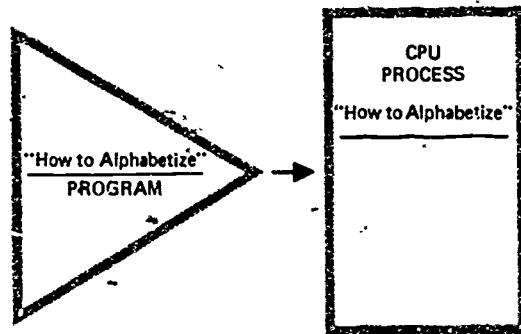 "How to Alphabetize"
PROGRAM
CPU
PROCESS
"How to Alphabetize"